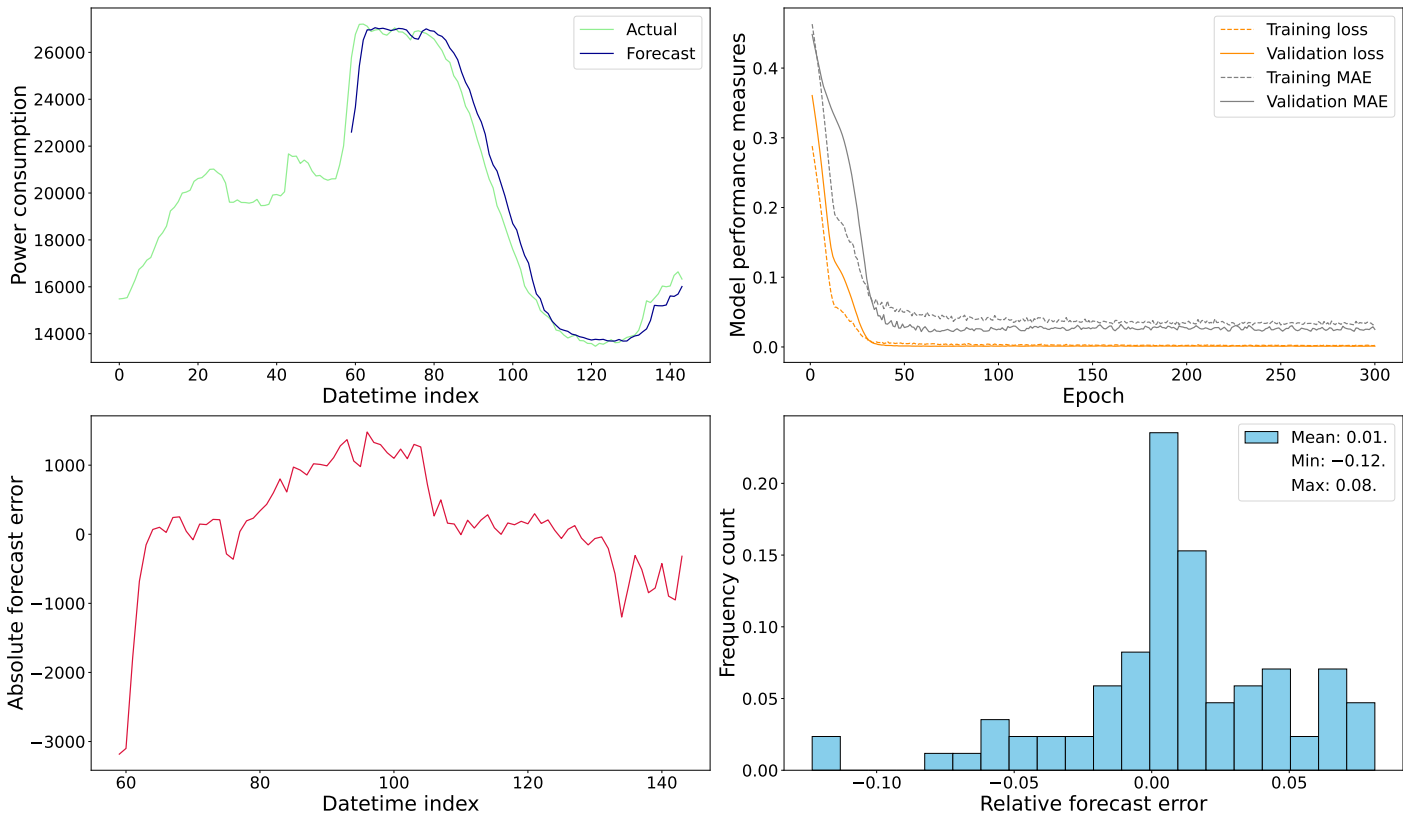 Power consumption
26000
24000
22000
20000
18000
16000
14000
0 20 40 60 80 100 120 140
Datetime index
Actual
Forecast
Model performance measures
0.4
0.3
0.2
0.1
0.0
0 50 100 150 200 250 300
Epoch
Training loss
Validation loss
Training MAE
Validation MAE
Absolute forecast error
1000
0
−1000
−2000
−3000
60 80 100 120 140
Datetime index
Frequency count
0.20
0.15
0.10
0.05
0.00
−0.10 −0.05 0.00 0.05
Relative forecast error
Mean: 0.01.
Min: −0.12.
Max: 0.08.